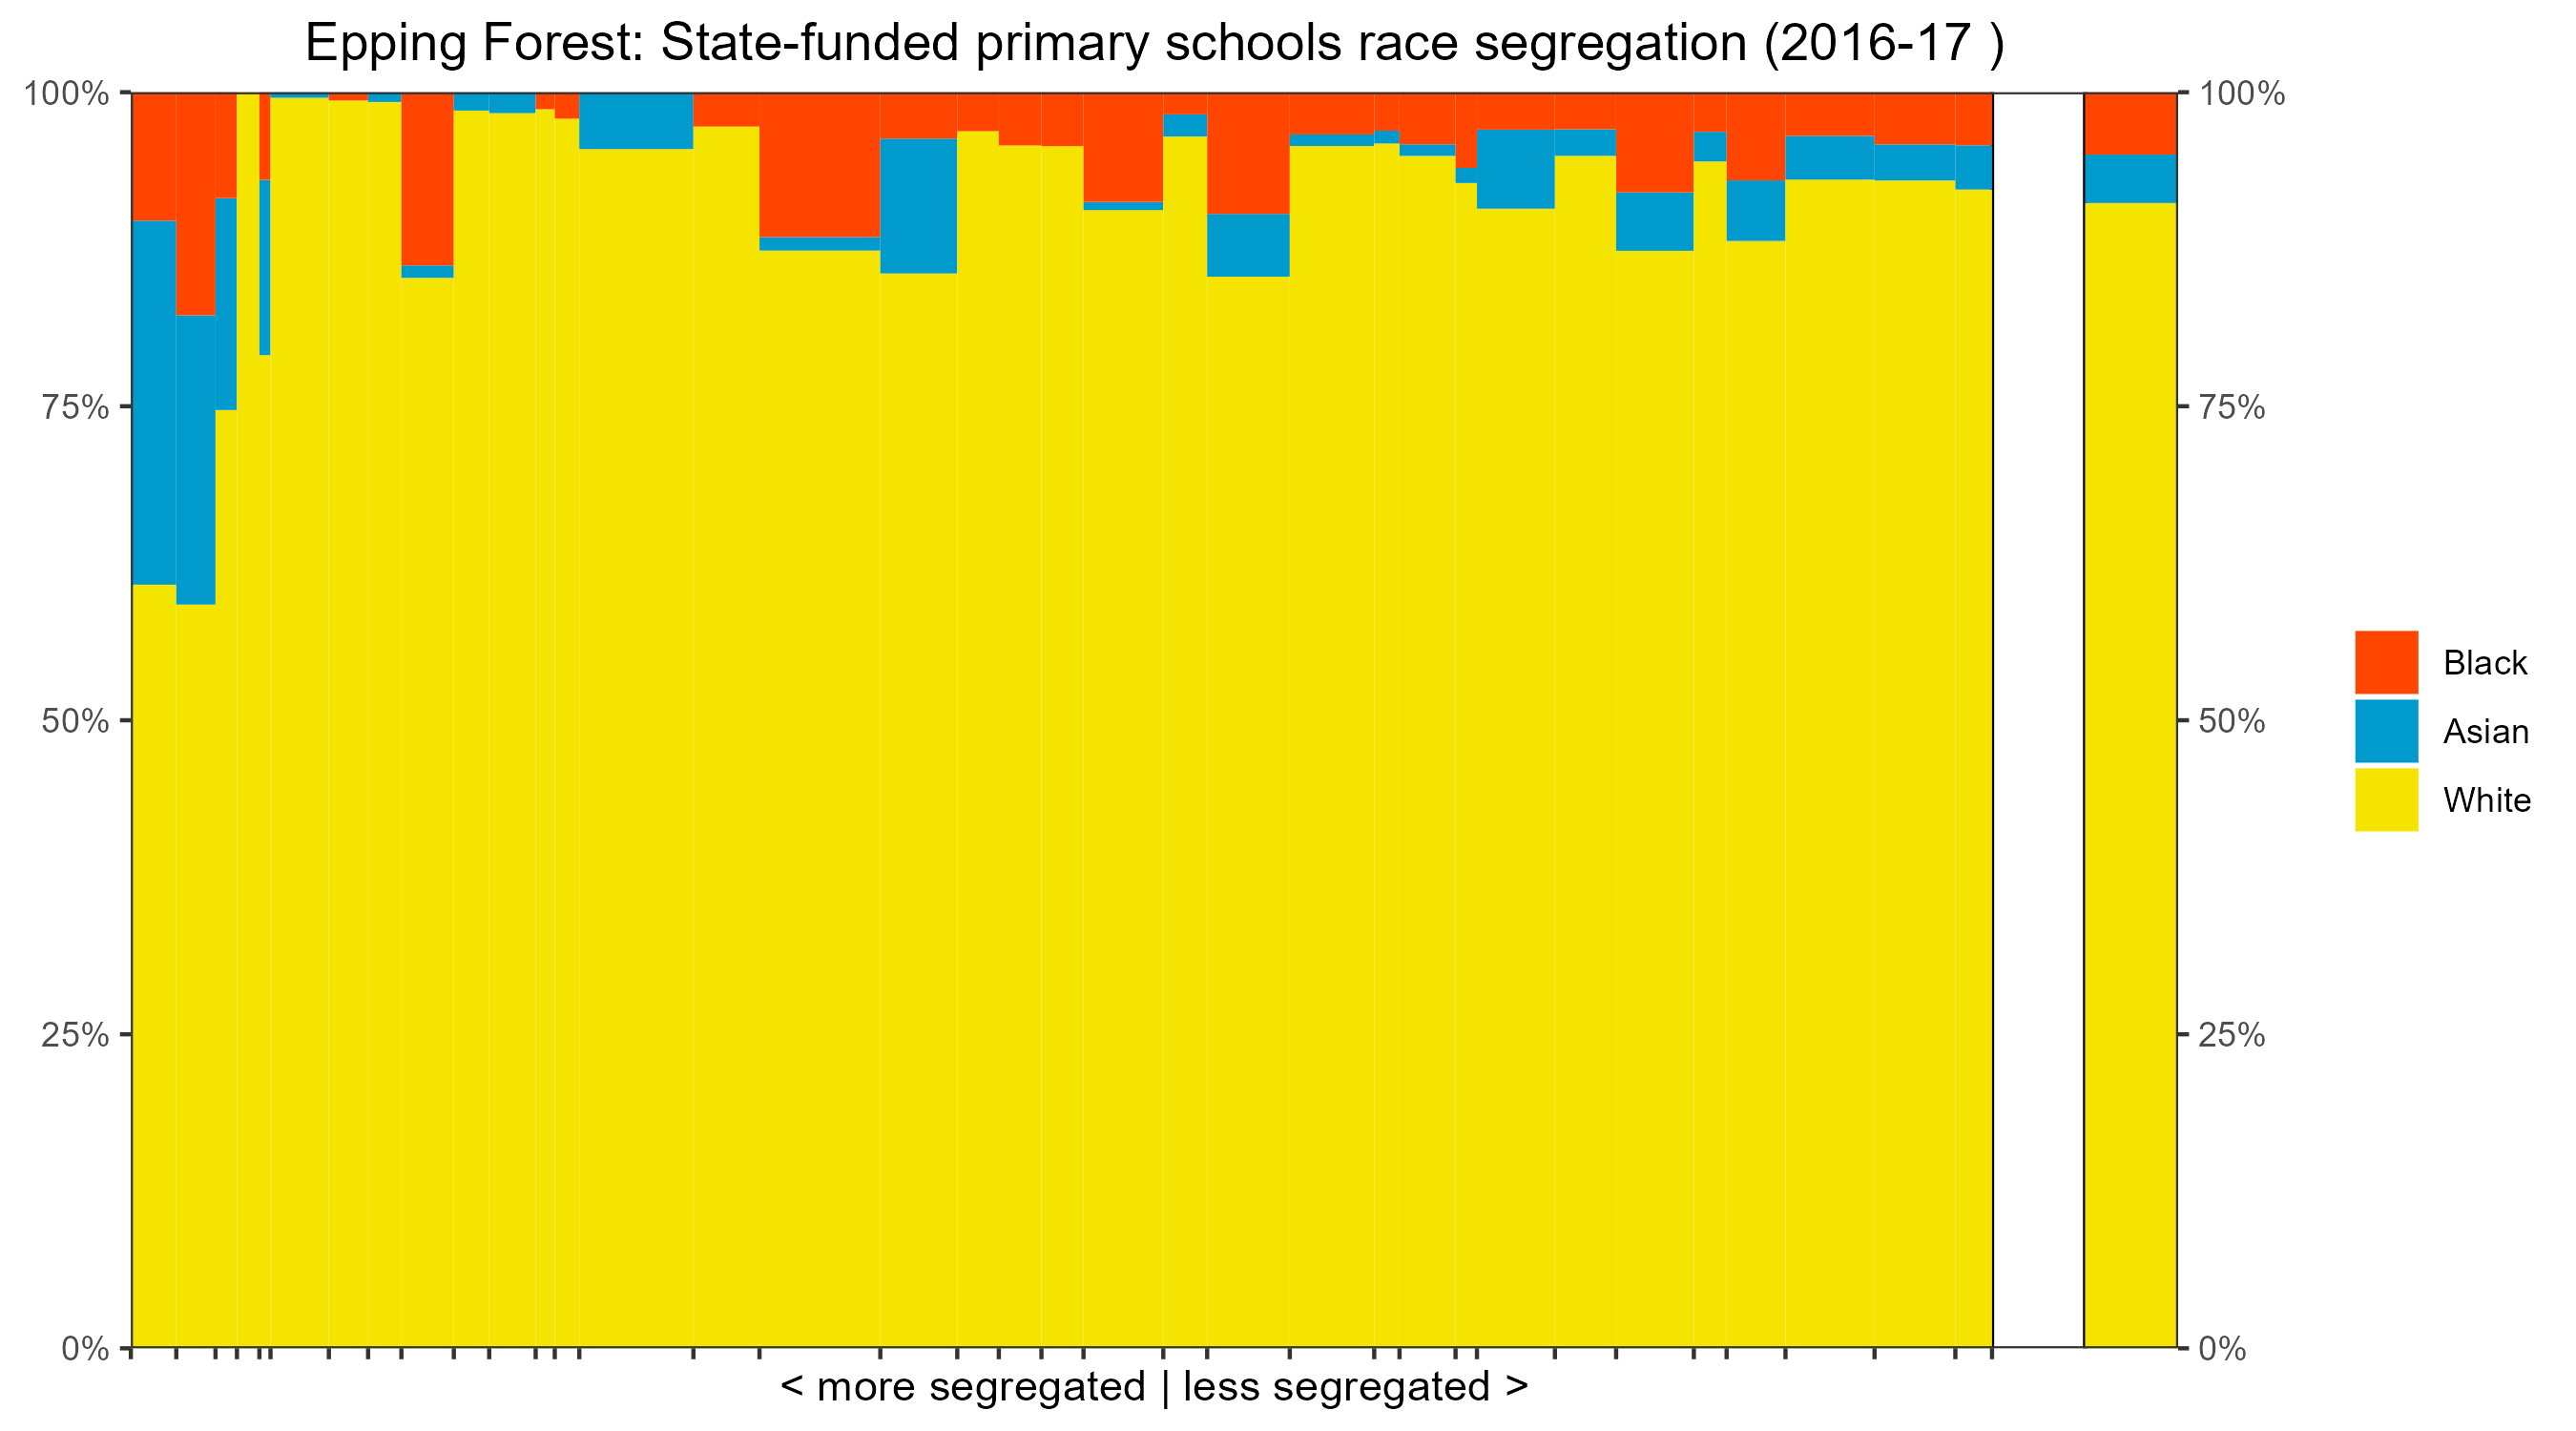 Epping Forest: State-funded primary schools race segregation (2016-17 )
100%
75%
50%
25%
0%
100%
75%
50%
25%
0%
Black
Asian
White
< more segregated | less segregated >